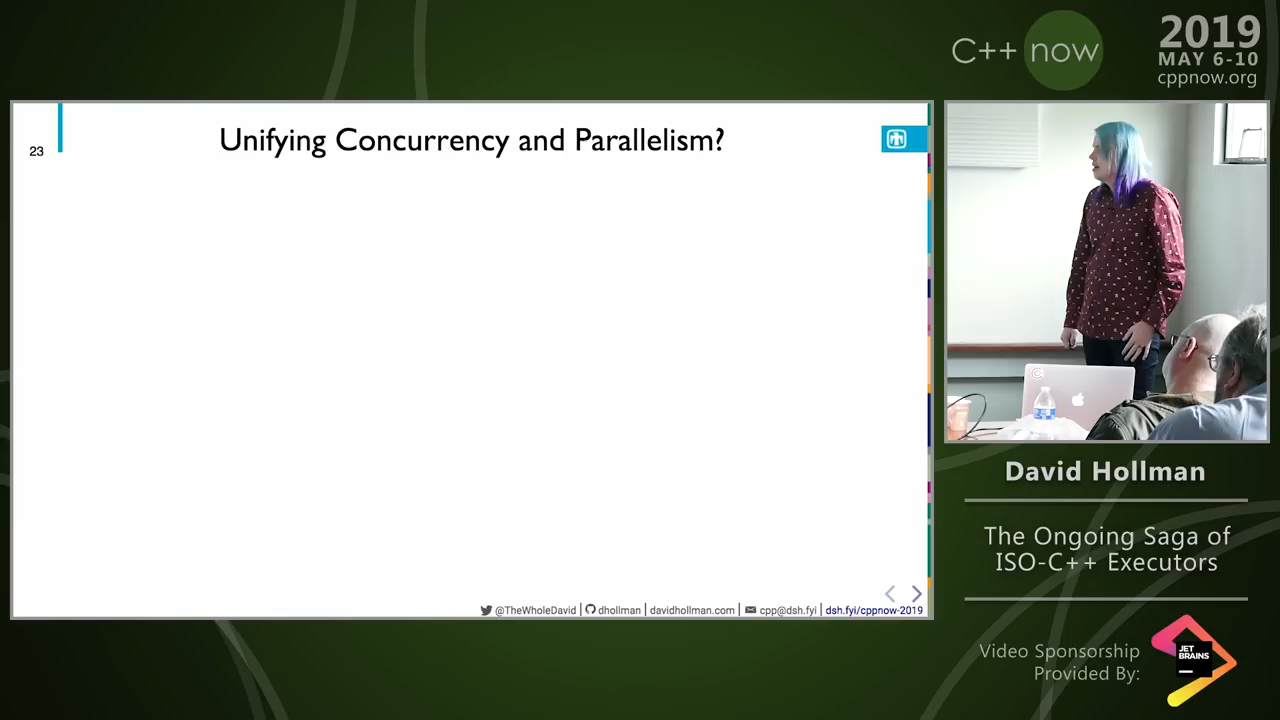 C++ now
2019
MAY 6-10
cppnow.org
23
Unifying Concurrency and Parallelism?
@TheWholeDavid | dhollman | davidhollman.com | cpp@dsh.fyi | dsh.fyi/cppnow-2019
David Hollman
The Ongoing Saga of
ISO-C++ Executors
Video Sponsorship
Provided By:
JET
BRAINS